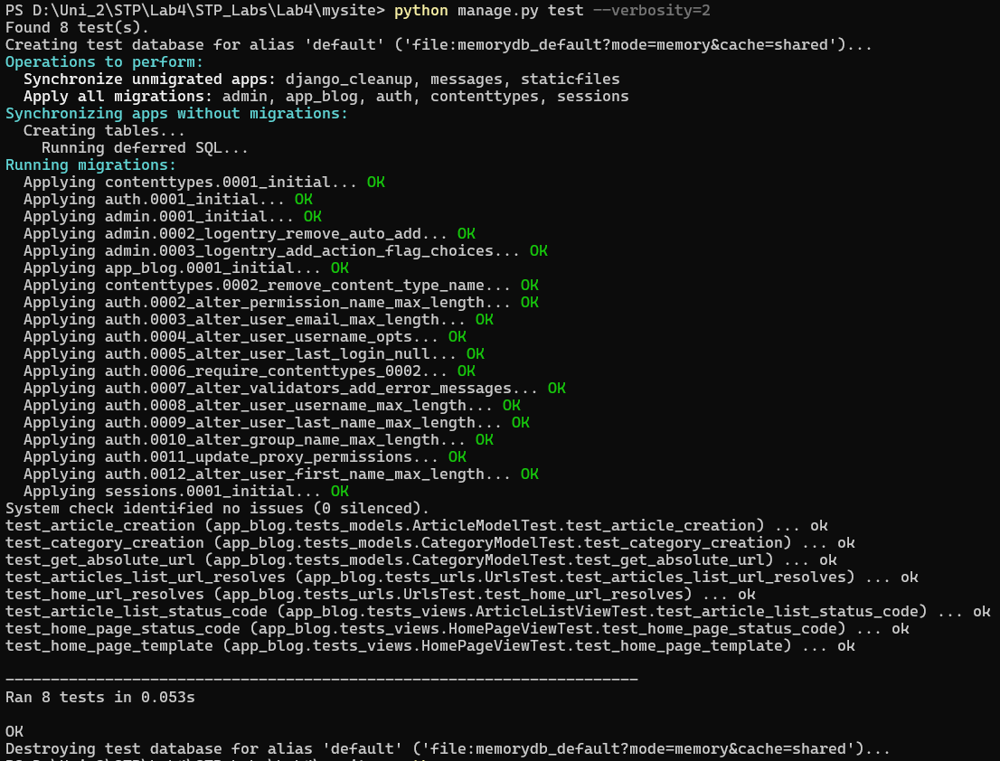 PS D:\Uni_2\STP\Lab4\STP_Labs\Lab4\mysite> python manage.py test --verbosity=2
Found 8 test(s).
Creating test database for alias 'default' ('file:memorydb_default?mode=memory&cache=shared')...
Operations to perform:
  Synchronize unmigrated apps: django_cleanup, messages, staticfiles
  Apply all migrations: admin, app_blog, auth, contenttypes, sessions
Synchronizing apps without migrations:
  Creating tables...
    Running deferred SQL...
Running migrations:
  Applying contenttypes.0001_initial... OK
  Applying auth.0001_initial... OK
  Applying admin.0001_initial... OK
  Applying admin.0002_logentry_remove_auto_add... OK
  Applying admin.0003_logentry_add_action_flag_choices... OK
  Applying app_blog.0001_initial... OK
  Applying contenttypes.0002_remove_content_type_name... OK
  Applying auth.0002_alter_permission_name_max_length... OK
  Applying auth.0003_alter_user_email_max_length... OK
  Applying auth.0004_alter_user_username_opts... OK
  Applying auth.0005_alter_user_last_login_null... OK
  Applying auth.0006_require_contenttypes_0002... OK
  Applying auth.0007_alter_validators_add_error_messages... OK
  Applying auth.0008_alter_user_username_max_length... OK
  Applying auth.0009_alter_user_last_name_max_length... OK
  Applying auth.0010_alter_group_name_max_length... OK
  Applying auth.0011_update_proxy_permissions... OK
  Applying auth.0012_alter_user_first_name_max_length... OK
  Applying sessions.0001_initial... OK
System check identified no issues (0 silenced).
test_article_creation (app_blog.tests_models.ArticleModelTest.test_article_creation) ... ok
test_category_creation (app_blog.tests_models.CategoryModelTest.test_category_creation) ... ok
test_get_absolute_url (app_blog.tests_models.CategoryModelTest.test_get_absolute_url) ... ok
test_articles_list_url_resolves (app_blog.tests_urls.UrlsTest.test_articles_list_url_resolves) ... ok
test_home_url_resolves (app_blog.tests_urls.UrlsTest.test_home_url_resolves) ... ok
test_article_list_status_code (app_blog.tests_views.ArticleListViewTest.test_article_list_status_code) ... ok
test_home_page_status_code (app_blog.tests_views.HomePageViewTest.test_home_page_status_code) ... ok
test_home_page_template (app_blog.tests_views.HomePageViewTest.test_home_page_template) ... ok

----------------------------------------------------------------------
Ran 8 tests in 0.053s

OK
Destroying test database for alias 'default' ('file:memorydb_default?mode=memory&cache=shared')...